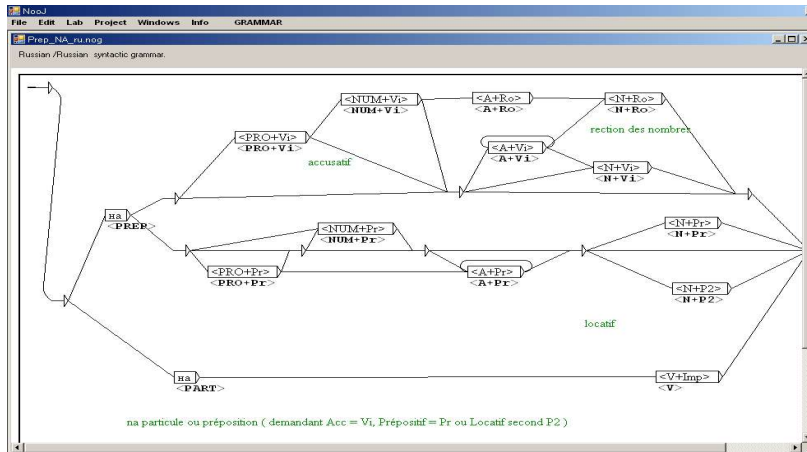 NooJ
File Edit Lab Project Windows Info GRAMMAR
Prep_NA_ru.nog
Russian /Russian syntactic grammar.
<NUM+Vi>
<NUM+Vi>
<A+Ro>
<A+Ro>
<N+Ro>
<N+Ro>
rection des nombres
<PRO+Vi>
<PRO+Vi>
accusatif
<A+Vi>
<A+Vi>
<N+Vi>
<N+Vi>
на
<PREP>
<NUM+Pr>
<NUM+Pr>
<N+Pr>
<N+Pr>
<PRO+Pr>
<PRO+Pr>
<A+Pr>
<A+Pr>
<N+P2>
<N+P2>
locatif
на
<PART>
<V+Imp>
<V>
na particule ou préposition ( demandant Acc = Vi, Prépositif = Pr ou Locatif second P2 )